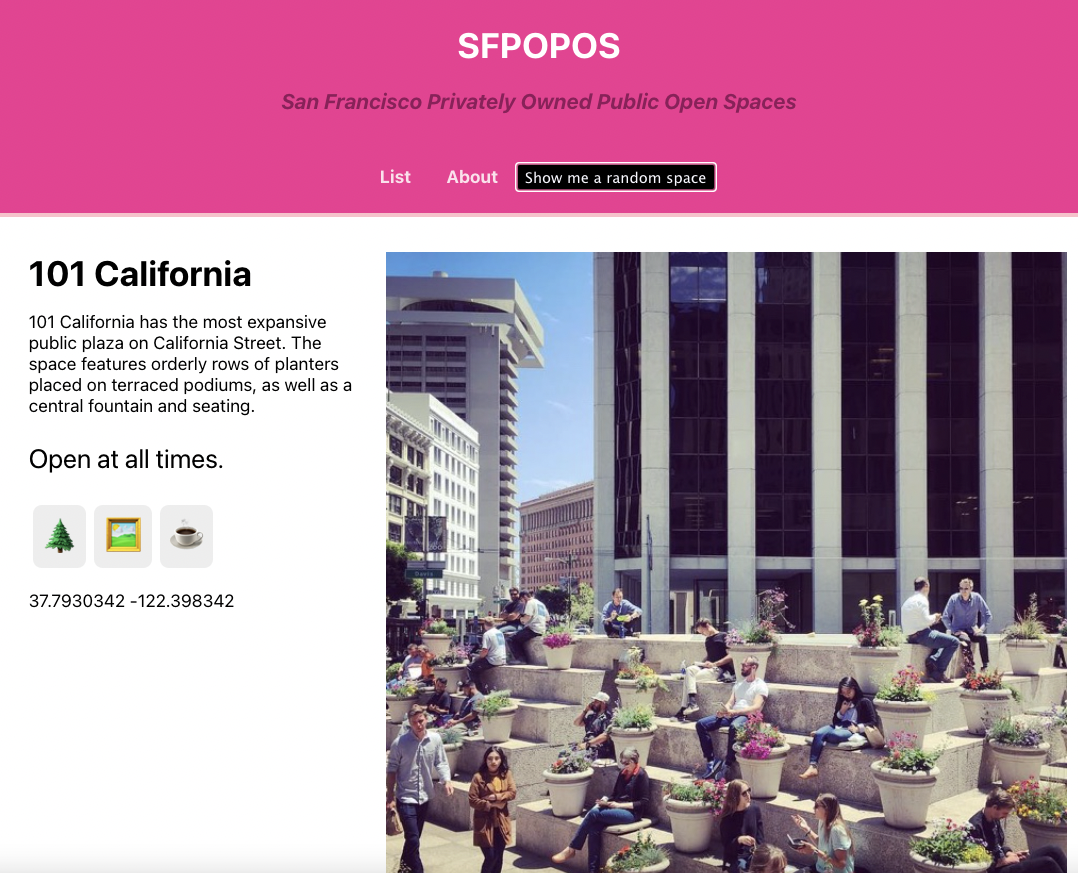 SFPOPOS
San Francisco Privately Owned Public Open Spaces
List About Show me a random space
101 California
101 California has the most expensive
public plaza on California Street. The
space features orderly rows of planters
placed on terraced podiums, as well as a
central fountain and seating.
Open at all times.
37.7930342 -122.398342
Davis